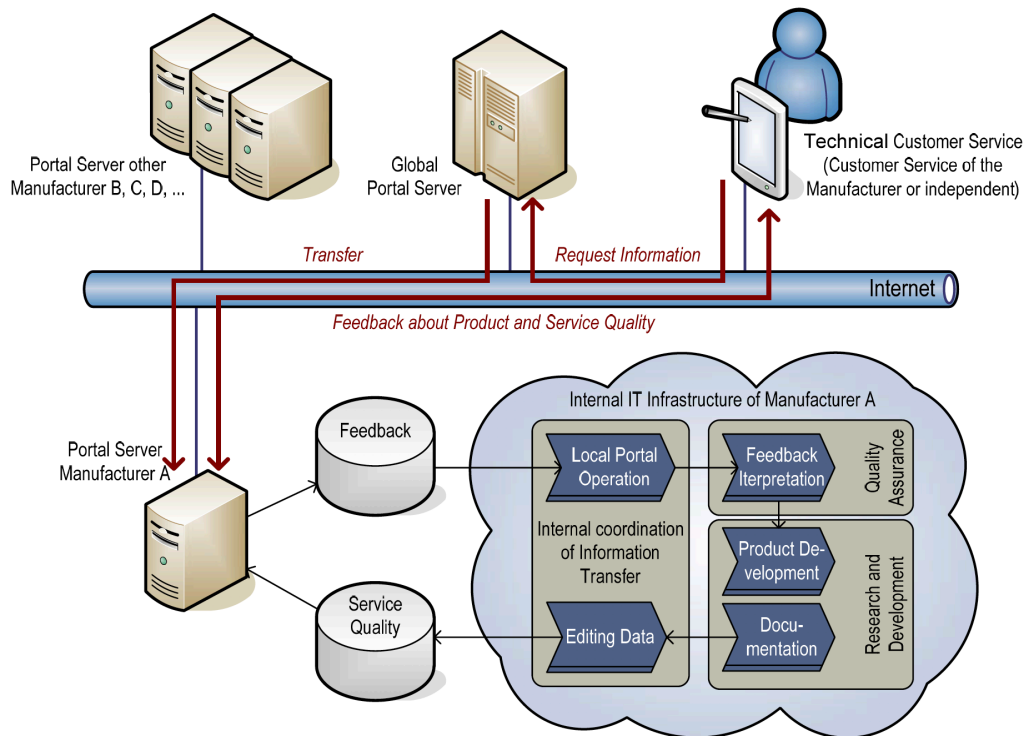 Portal Server other
Manufacturer B, C, D, ...
Global
Portal Server
Technical Customer Service
(Customer Service of the
Manufacturer or independent)
Transfer
Request Information
Internet
Feedback about Product and Service Quality
Portal Server
Manufacturer A
Feedback
Service
Quality
Internal IT Infrastructure of Manufacturer A
Local Portal
Operation
Feedback
Iterpretation
Quality
Assurance
Internal coordination
of Information
Transfer
Product De-
velopment
Research and
Development
Editing Data
Docu-
mentation